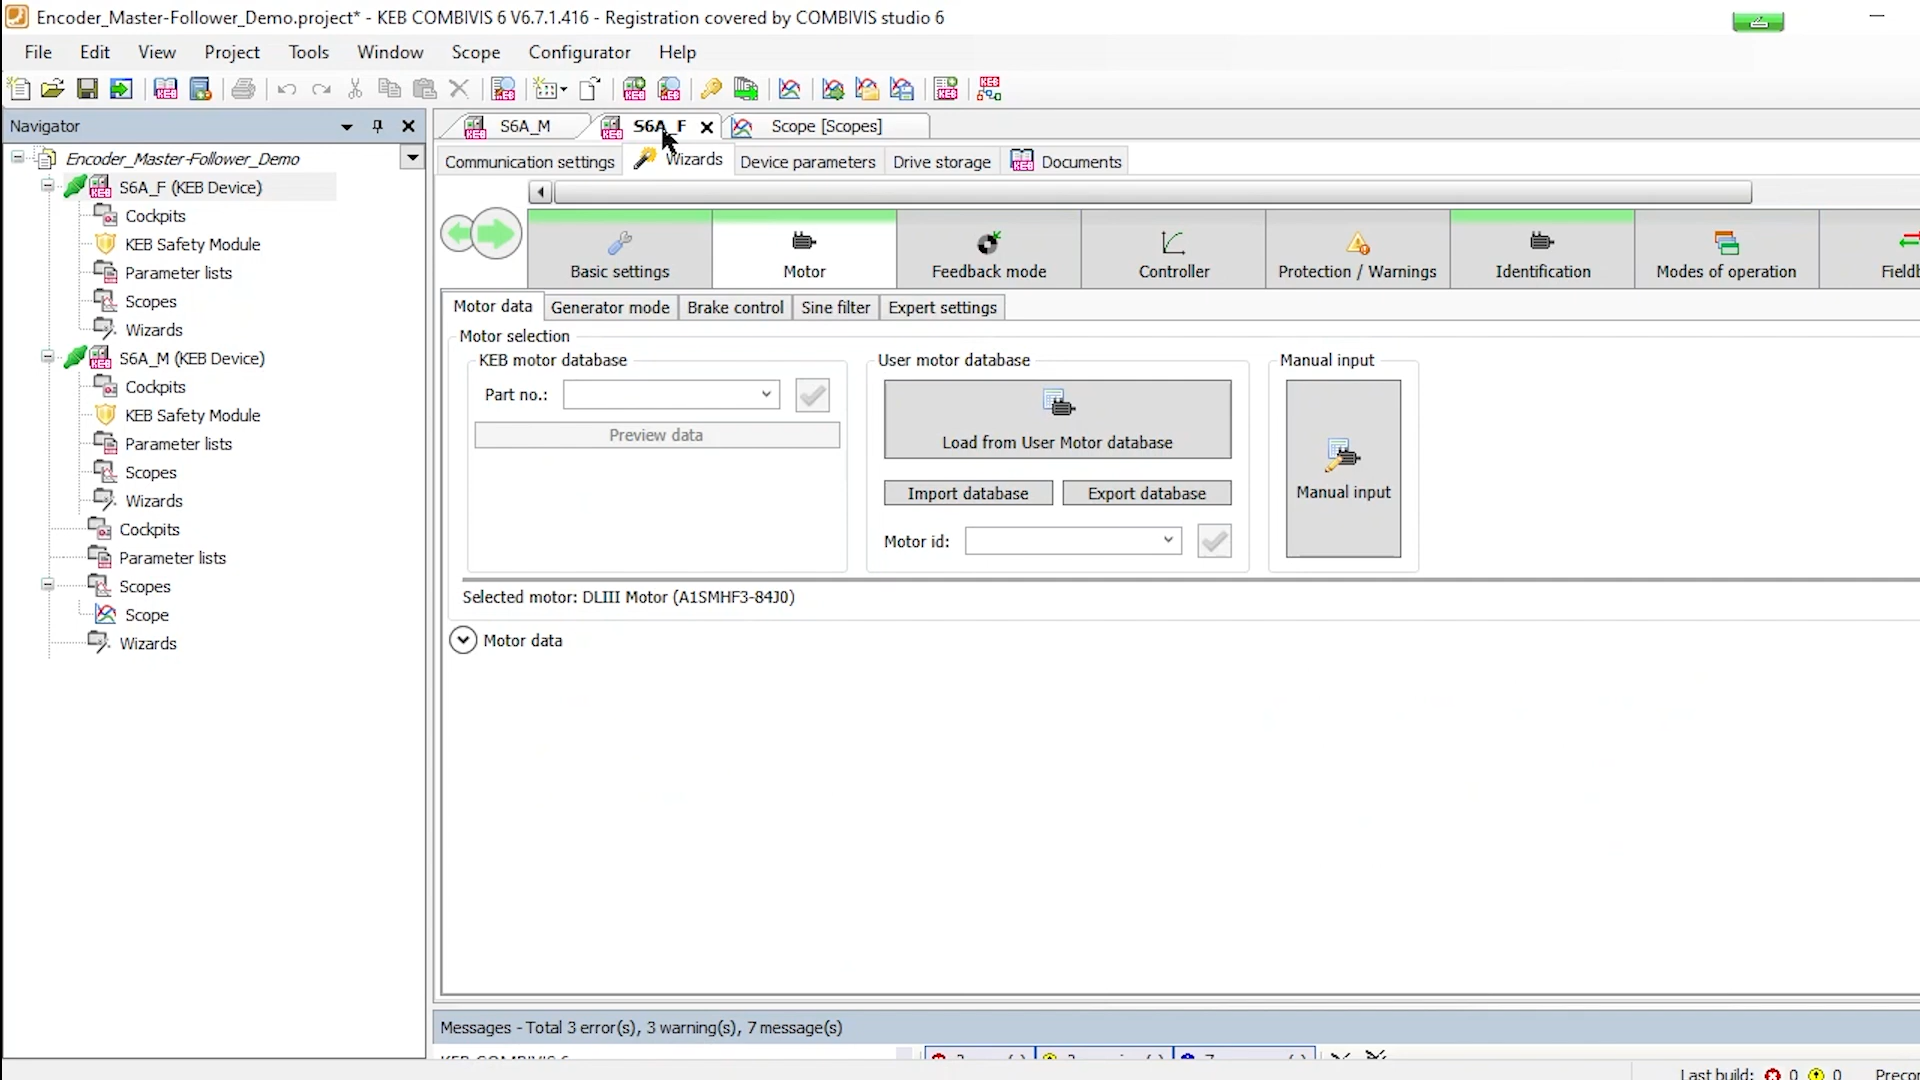 Encoder_Master-Follower_Demo.project* - KEB COMBIVIS 6 V6.7.1.416 - Registration covered by COMBIVIS studio 6
File Edit View Project Tools Window Scope Configurator Help
Navigator
S6A_M S6A_F Scope [Scopes]
Communication settings Wizards Device parameters Drive storage Documents
Encoder_Master-Follower_Demo
S6A_F (KEB Device)
Cockpits
KEB Safety Module
Parameter lists
Scopes
Wizards
S6A_M (KEB Device)
Cockpits
KEB Safety Module
Parameter lists
Scopes
Wizards
Cockpits
Parameter lists
Scopes
Scope
Wizards
Basic settings Motor Feedback mode Controller Protection / Warnings Identification Modes of operation
Motor data Generator mode Brake control Sine filter Expert settings
Motor selection
KEB motor database User motor database Manual input
Part no.:
Preview data
Load from User Motor database
Import database Export database
Manual input
Motor id:
Selected motor: DLIII Motor (A1SMHF3-84J0)
Motor data
Messages - Total 3 error(s), 3 warning(s), 7 message(s)
KEB COMBIVIS 6
Last build: 0 0